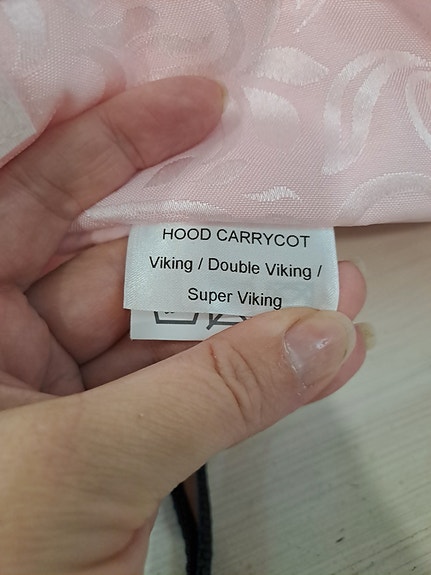 HOOD CARRYCOT
Viking / Double Viking /
Super Viking